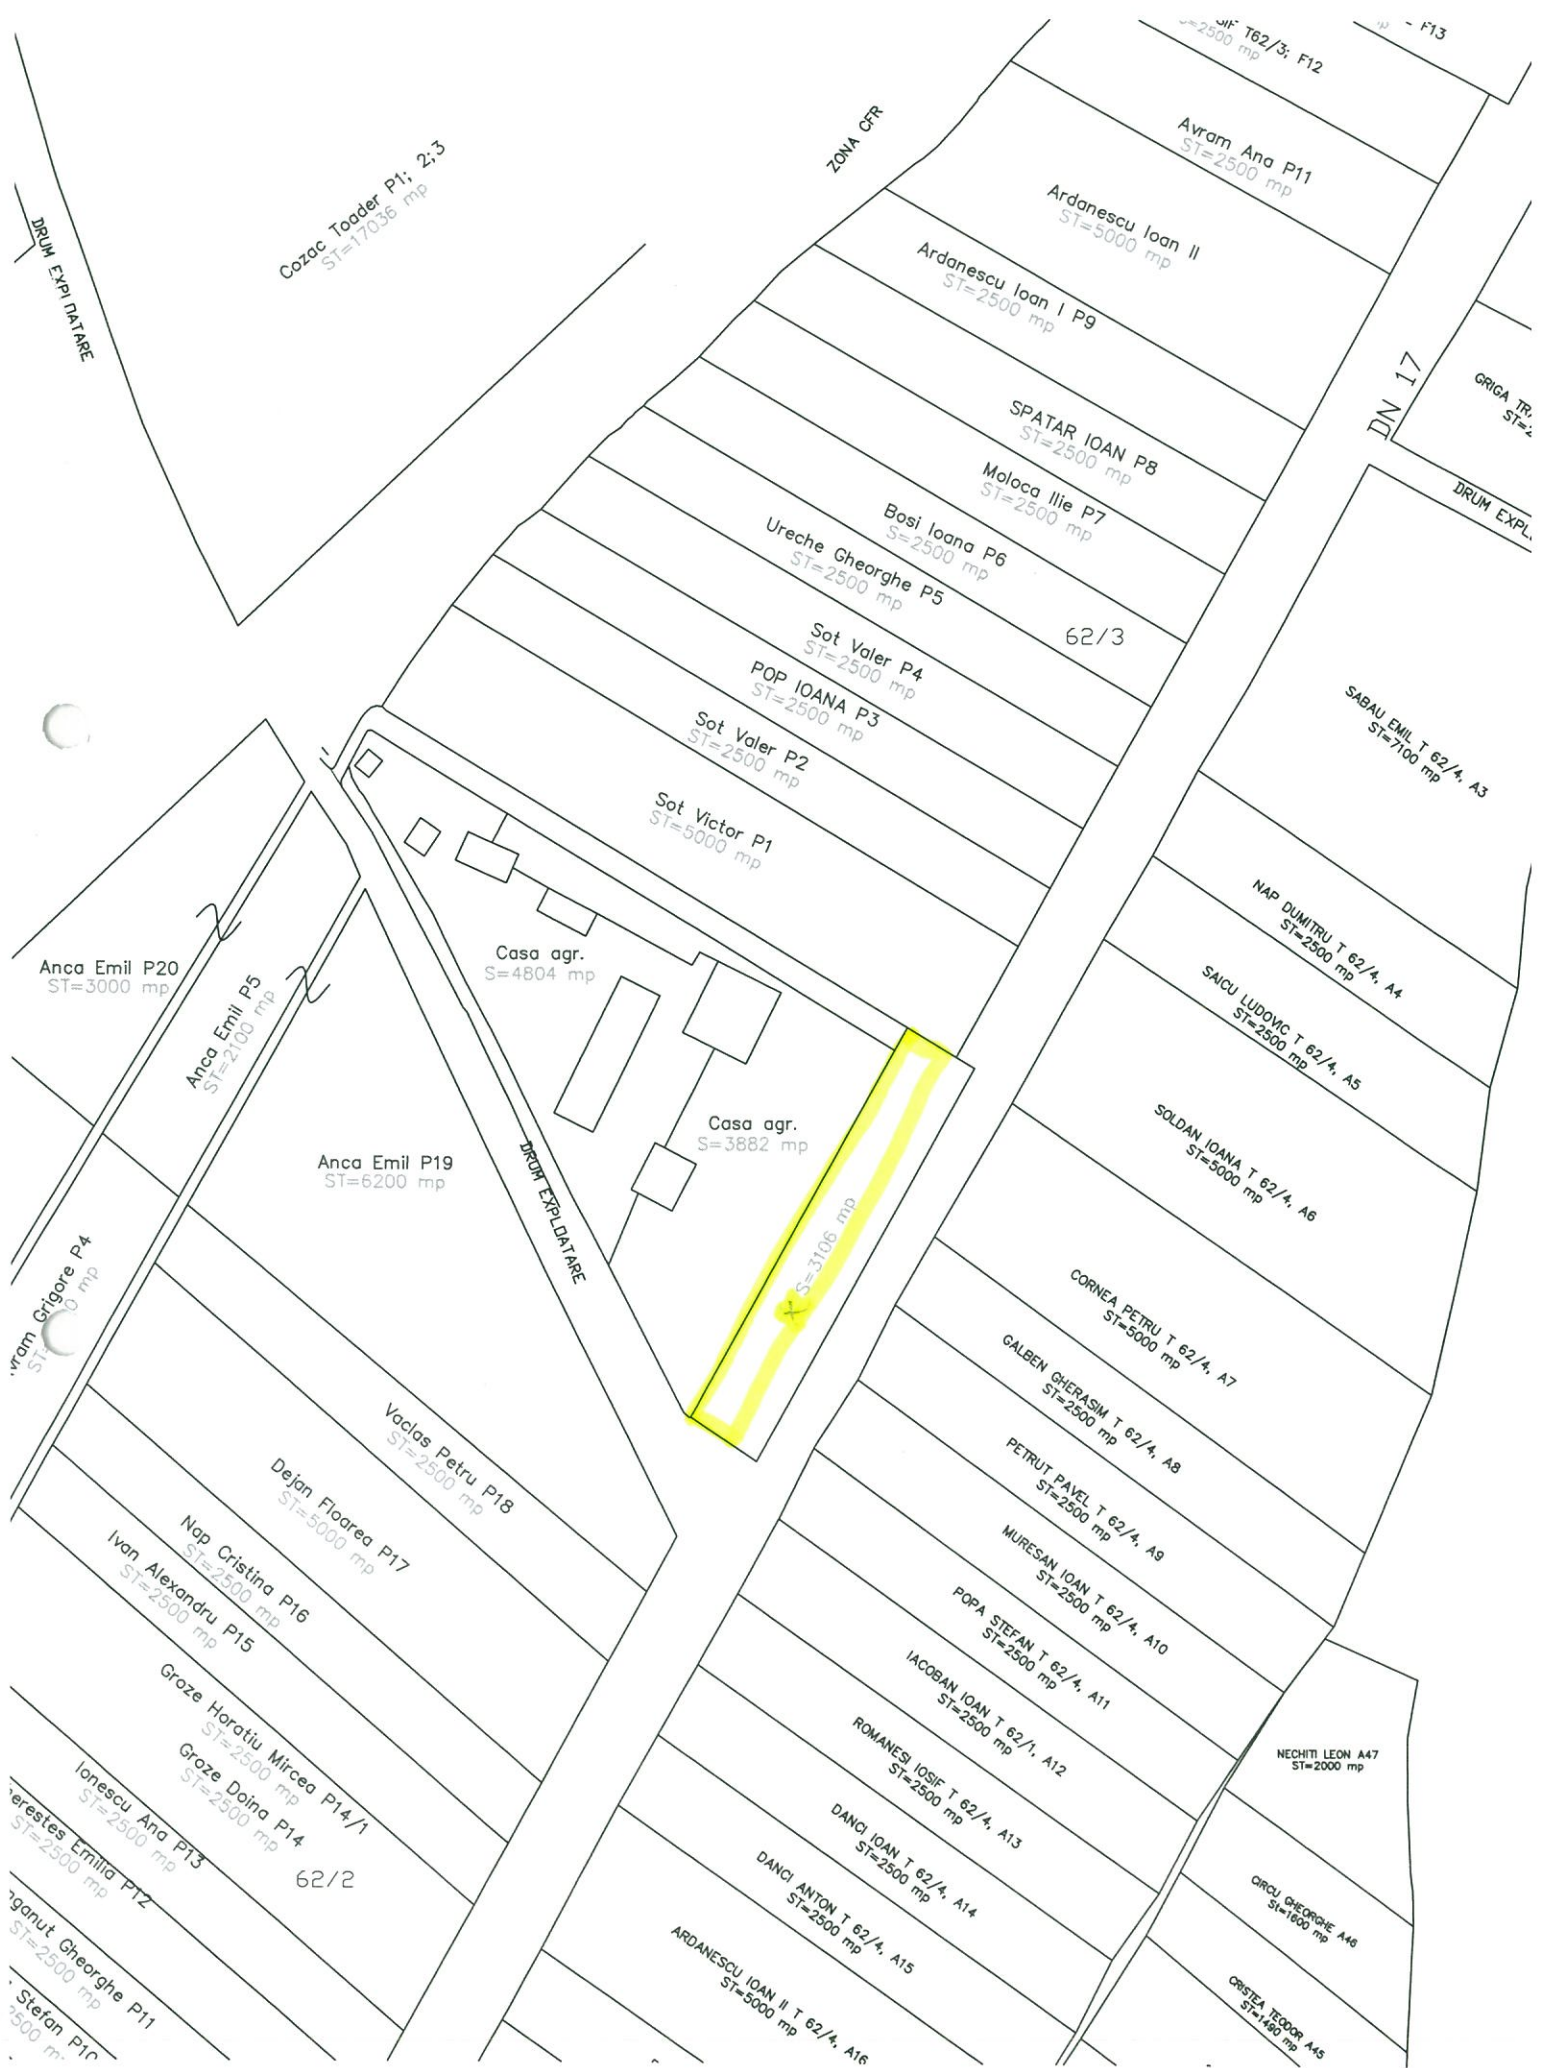 SIF T62/3; F12
=2500 mp
- F13
Avram Ana P11
ST=2500 mp
ZONA CFR
Ardanescu Ioan II
ST=5000 mp
Cozac Toader P1; 2;3
ST=17036 mp
Ardanescu Ioan I P9
ST=2500 mp
DRUM EXPLOATARE
DN 17
GRIGA TR.
ST=2
SPATAR IOAN P8
ST=2500 mp
Moloca Ilie P7
ST=2500 mp
DRUM EXPL.
Bosi Ioana P6
S=2500 mp
Ureche Gheorghe P5
ST=2500 mp
62/3
Sot Valer P4
ST=2500 mp
POP IOANA P3
ST=2500 mp
Sot Valer P2
ST=2500 mp
SABAU EMIL T 62/4, A3
ST=7100 mp
Sot Victor P1
ST=5000 mp
NAP DUMITRU T 62/4, A4
ST=2500 mp
Casa agr.
S=4804 mp
Anca Emil P20
ST=3000 mp
Anca Emil P5
ST=2100 mp
SAICU LUDOVIC T 62/4, A5
ST=2500 mp
Casa agr.
S=3882 mp
SOLDAN IOANA T 62/4, A6
ST=5000 mp
Anca Emil P19
ST=6200 mp
DRUM EXPLOATARE
S=3106 mp
x
vram Grigore P4
ST=
0 mp
CORNEA PETRU T 62/4, A7
ST=5000 mp
GALBEN GHERASIM T 62/4, A8
ST=2500 mp
Vaclas Petru P18
ST=2500 mp
PETRUT PAVEL T 62/4, A9
ST=2500 mp
Dejan Floarea P17
ST=5000 mp
MURESAN IOAN T 62/4, A10
ST=2500 mp
Nap Cristina P16
ST=2500 mp
Ivan Alexandru P15
ST=2500 mp
POPA STEFAN T 62/4, A11
ST=2500 mp
IACOBAN IOAN T 62/1, A12
ST=2500 mp
Groze Horatiu Mircea P14/1
ST=2500 mp
Groze Doina P14
ST=2500 mp
ROMANESI IOSIF T 62/4, A13
ST=2500 mp
NECHITI LEON A47
ST=2000 mp
Ionescu Ana P13
ST=2500 mp
DANCI IOAN T 62/4, A14
ST=2500 mp
erestes Emilia P12
ST=2500 mp
62/2
DANCI ANTON T 62/4, A15
ST=2500 mp
CIRCU GHEORGHE A46
St=1600 mp
nganut Gheorghe P11
ST=2500 mp
ARDANESCU IOAN II T 62/4, A16
ST=5000 mp
CRISTEA TEODOR A45
ST=1490 mp
Stefan P10
2500 m